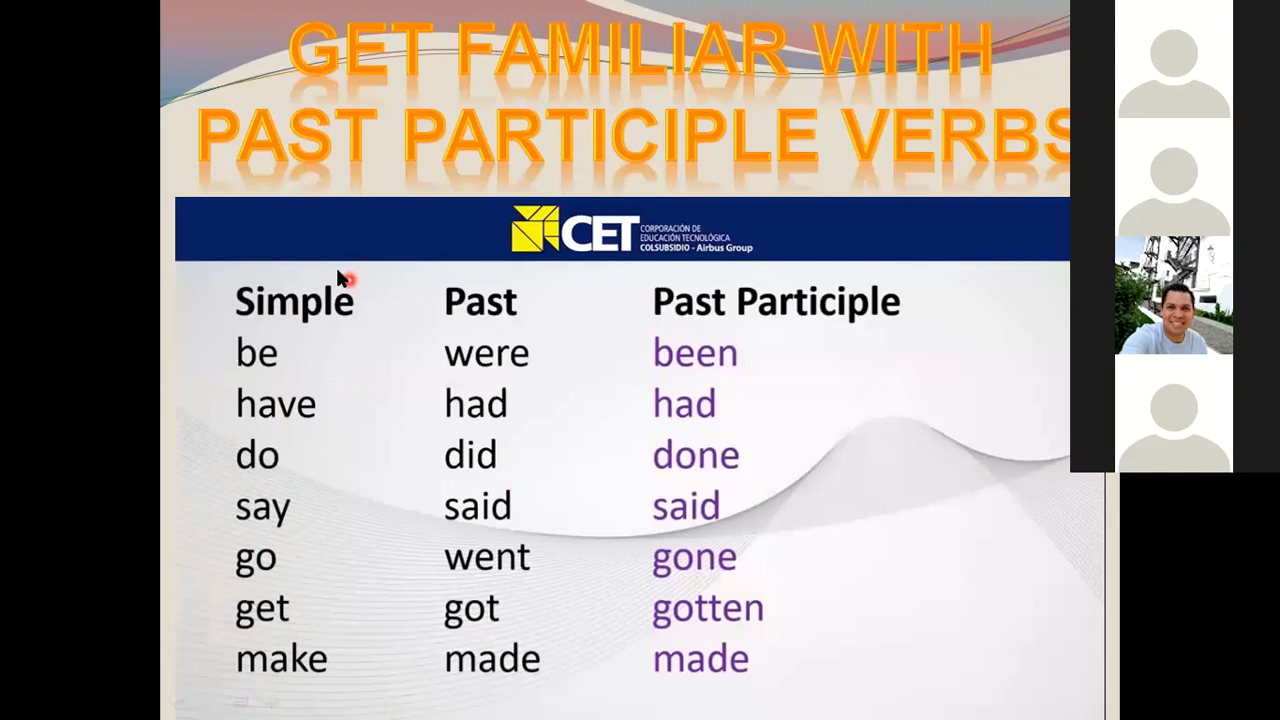 GET FAMILIAR WITH
PAST PARTICIPLE VERBS
CET
CORPORACIÓN DE
EDUCACIÓN TECNOLÓGICA
COLSUBSIDIO - Airbus Group
Simple Past Past Participle
be were been
have had had
do did done
say said said
go went gone
get got gotten
make made made